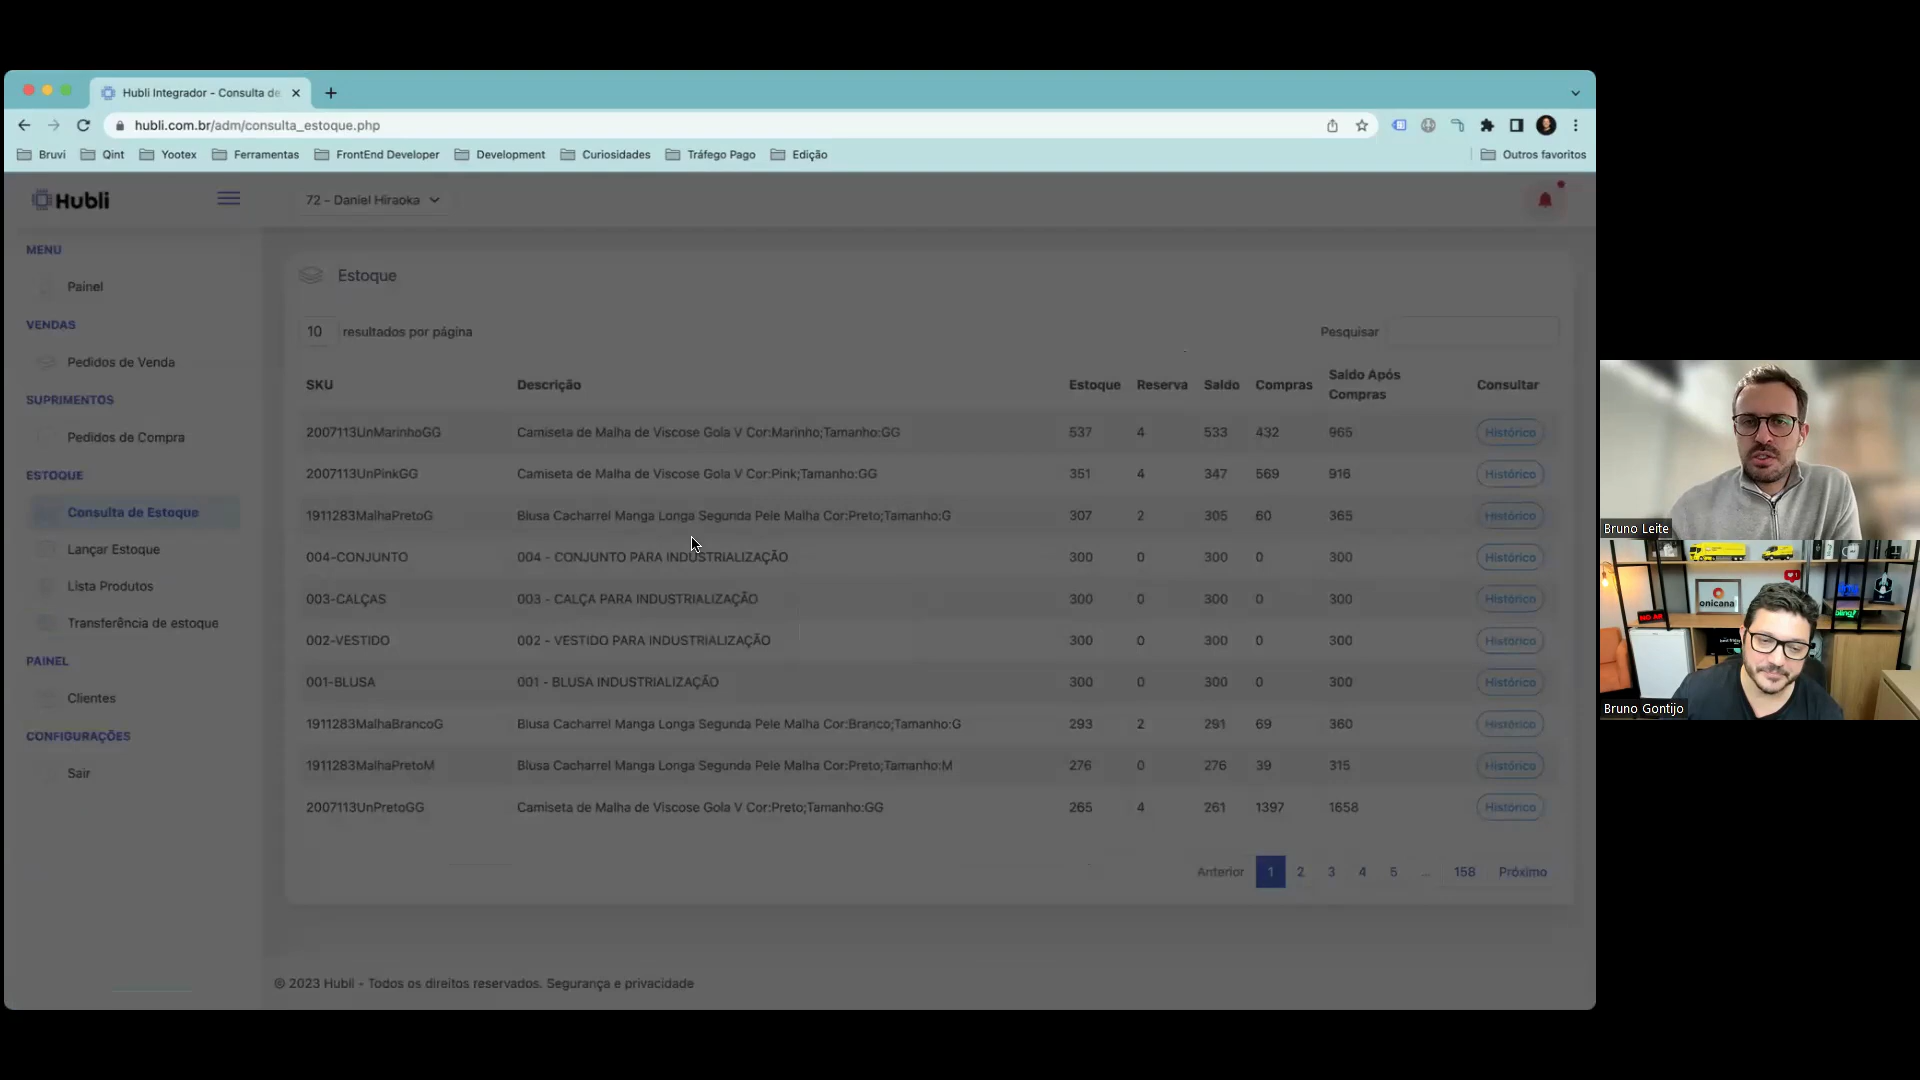 Hubli Integrador - Consulta de
hubli.com.br/adm/consulta_estoque.php
Bruvi Qint Yootex Ferramentas FrontEnd Developer Development Curiosidades Tráfego Pago Edição Outros favoritos
Hubli
72 - Daniel Hiraoka
MENU
Painel
VENDAS
Pedidos de Venda
SUPRIMENTOS
Pedidos de Compra
ESTOQUE
Consulta de Estoque
Lançar Estoque
Lista Produtos
Transferência de estoque
PAINEL
Clientes
CONFIGURAÇÕES
Sair
Estoque
10 resultados por página
Pesquisar
SKU Descrição Estoque Reserva Saldo Compras Saldo Após Compras Consultar
2007113UnMarinhoGG Camiseta de Malha de Viscose Gola V Cor:Marinho;Tamanho:GG 537 4 533 432 965 Histórico
2007113UnPinkGG Camiseta de Malha de Viscose Gola V Cor:Pink;Tamanho:GG 351 4 347 569 916 Histórico
1911283MalhaPretoG Blusa Cacharrel Manga Longa Segunda Pele Malha Cor:Preto;Tamanho:G 307 2 305 60 365 Histórico
004-CONJUNTO 004 - CONJUNTO PARA INDUSTRIALIZAÇÃO 300 0 300 0 300 Histórico
003-CALÇAS 003 - CALÇA PARA INDUSTRIALIZAÇÃO 300 0 300 0 300 Histórico
002-VESTIDO 002 - VESTIDO PARA INDUSTRIALIZAÇÃO 300 0 300 0 300 Histórico
001-BLUSA 001 - BLUSA INDUSTRIALIZAÇÃO 300 0 300 0 300 Histórico
1911283MalhaBrancoG Blusa Cacharrel Manga Longa Segunda Pele Malha Cor:Branco;Tamanho:G 293 2 291 69 360 Histórico
1911283MalhaPretoM Blusa Cacharrel Manga Longa Segunda Pele Malha Cor:Preto;Tamanho:M 276 0 276 39 315 Histórico
2007113UnPretoGG Camiseta de Malha de Viscose Gola V Cor:Preto;Tamanho:GG 265 4 261 1397 1658 Histórico
Anterior 1 2 3 4 5 ... 158 Próximo
© 2023 Hubli - Todos os direitos reservados. Segurança e privacidade
Bruno Leite
onicana
NO AR
bling!
Bruno Gontijo